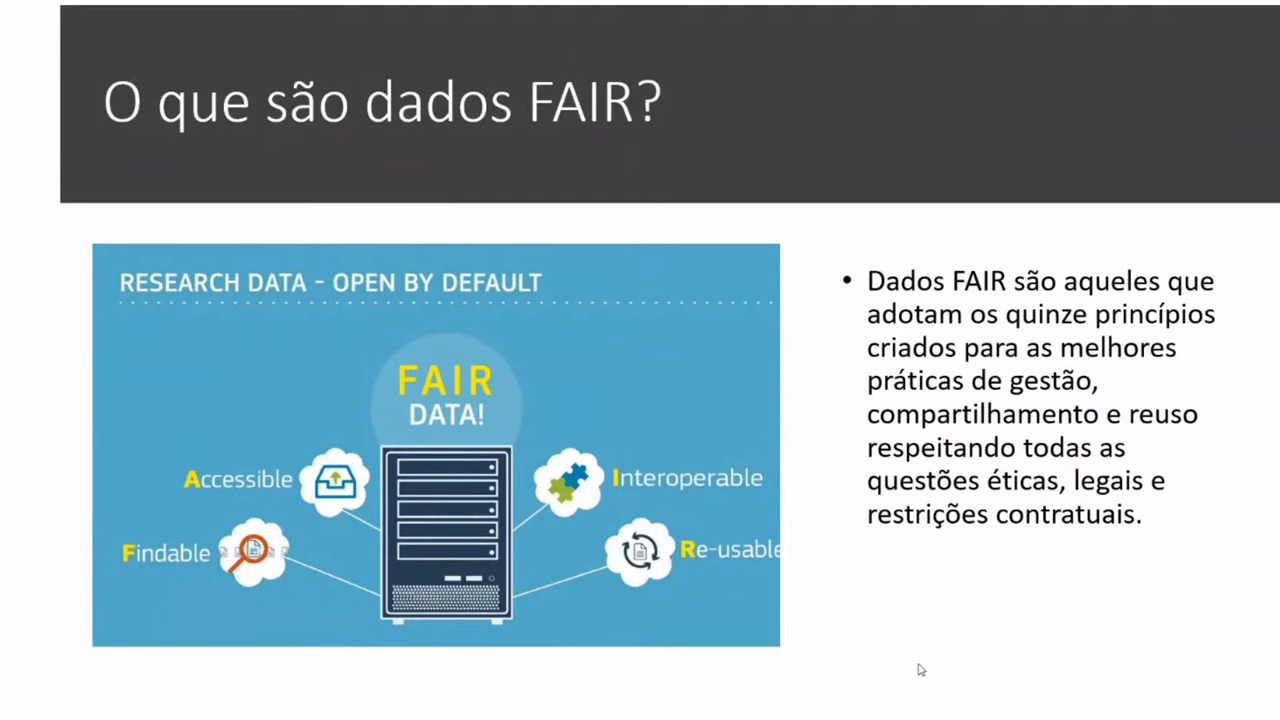 O que são dados FAIR?
RESEARCH DATA - OPEN BY DEFAULT
FAIR
DATA!
Accessible
Interoperable
Findable
Re-usable
• Dados FAIR são aqueles que
adotam os quinze princípios
criados para as melhores
práticas de gestão,
compartilhamento e reuso
respeitando todas as
questões éticas, legais e
restrições contratuais.